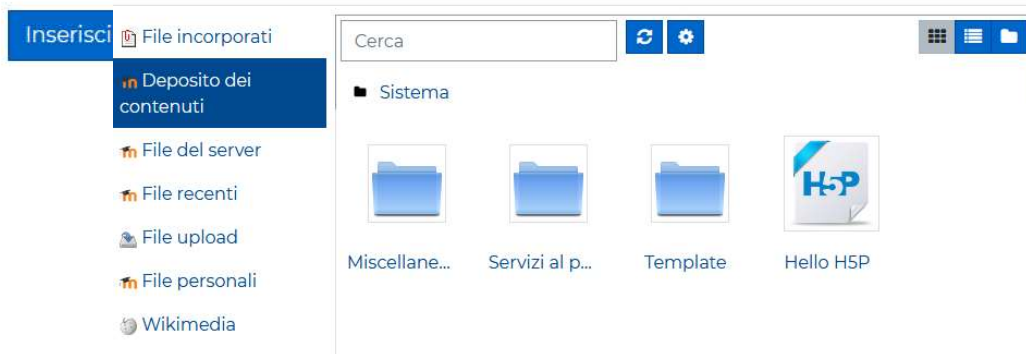 Inserisci
File incorporati
Deposito dei
contenuti
File del server
File recenti
File upload
File personali
Wikimedia
Cerca
Sistema
H5P
Miscellane... Servizi al p... Template Hello H5P